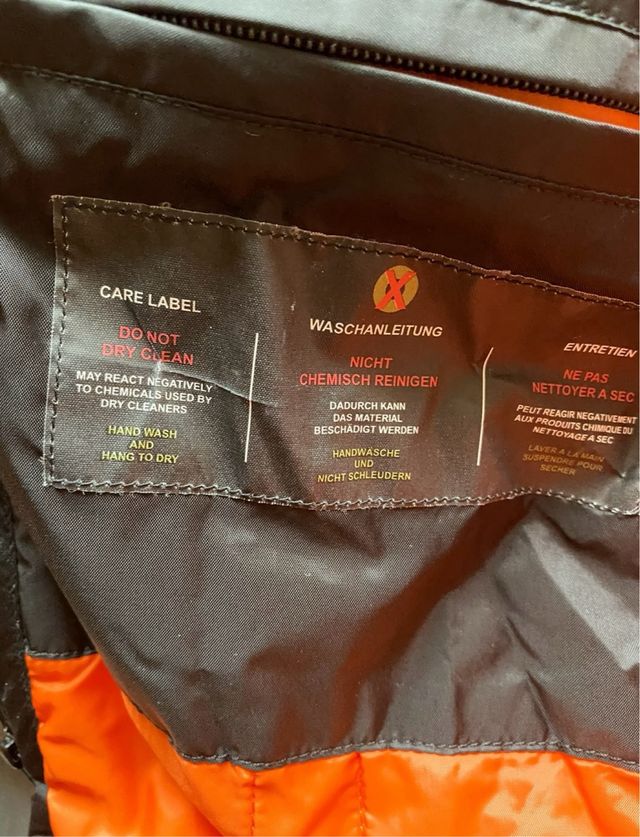 CARE LABEL
DO NOT
DRY CLEAN
MAY REACT NEGATIVELY
TO CHEMICALS USED BY
DRY CLEANERS
HAND WASH
AND
HANG TO DRY
X
WASCHANLEITUNG
NICHT
CHEMISCH REINIGEN
DADURCH KANN
DAS MATERIAL
BESCHÄDIGT WERDEN
HANDWÄSCHE
UND
NICHT SCHLEUDERN
ENTRETIEN
NE PAS
NETTOYER A SEC
PEUT REAGIR NEGATIVEMENT
AUX PRODUITS CHIMIQUE DU
NETTOYAGE A SEC
LAVER A LA MAIN
SUSPENDRE POUR
SECHER